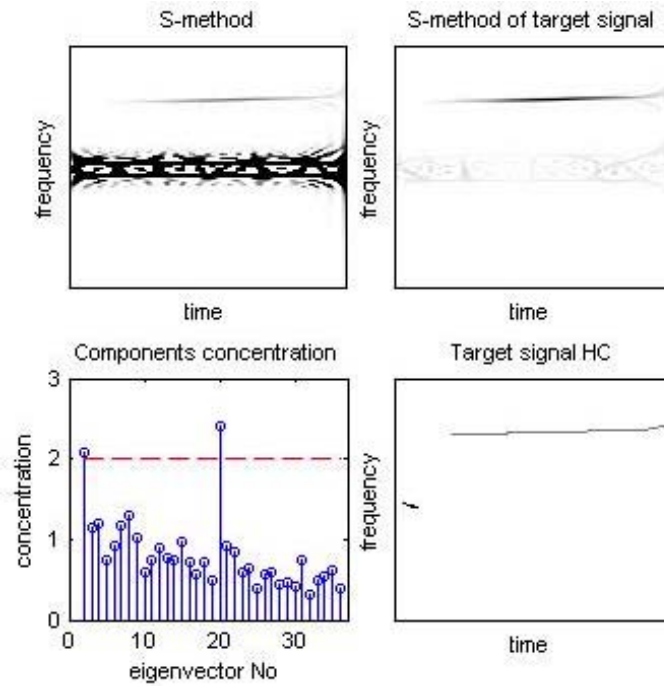 S-method
frequency
time
S-method of target signal
frequency
time
Components concentration
3
2
1
0
concentration
0 10 20 30
eigenvector No
Target signal HC
frequency
time